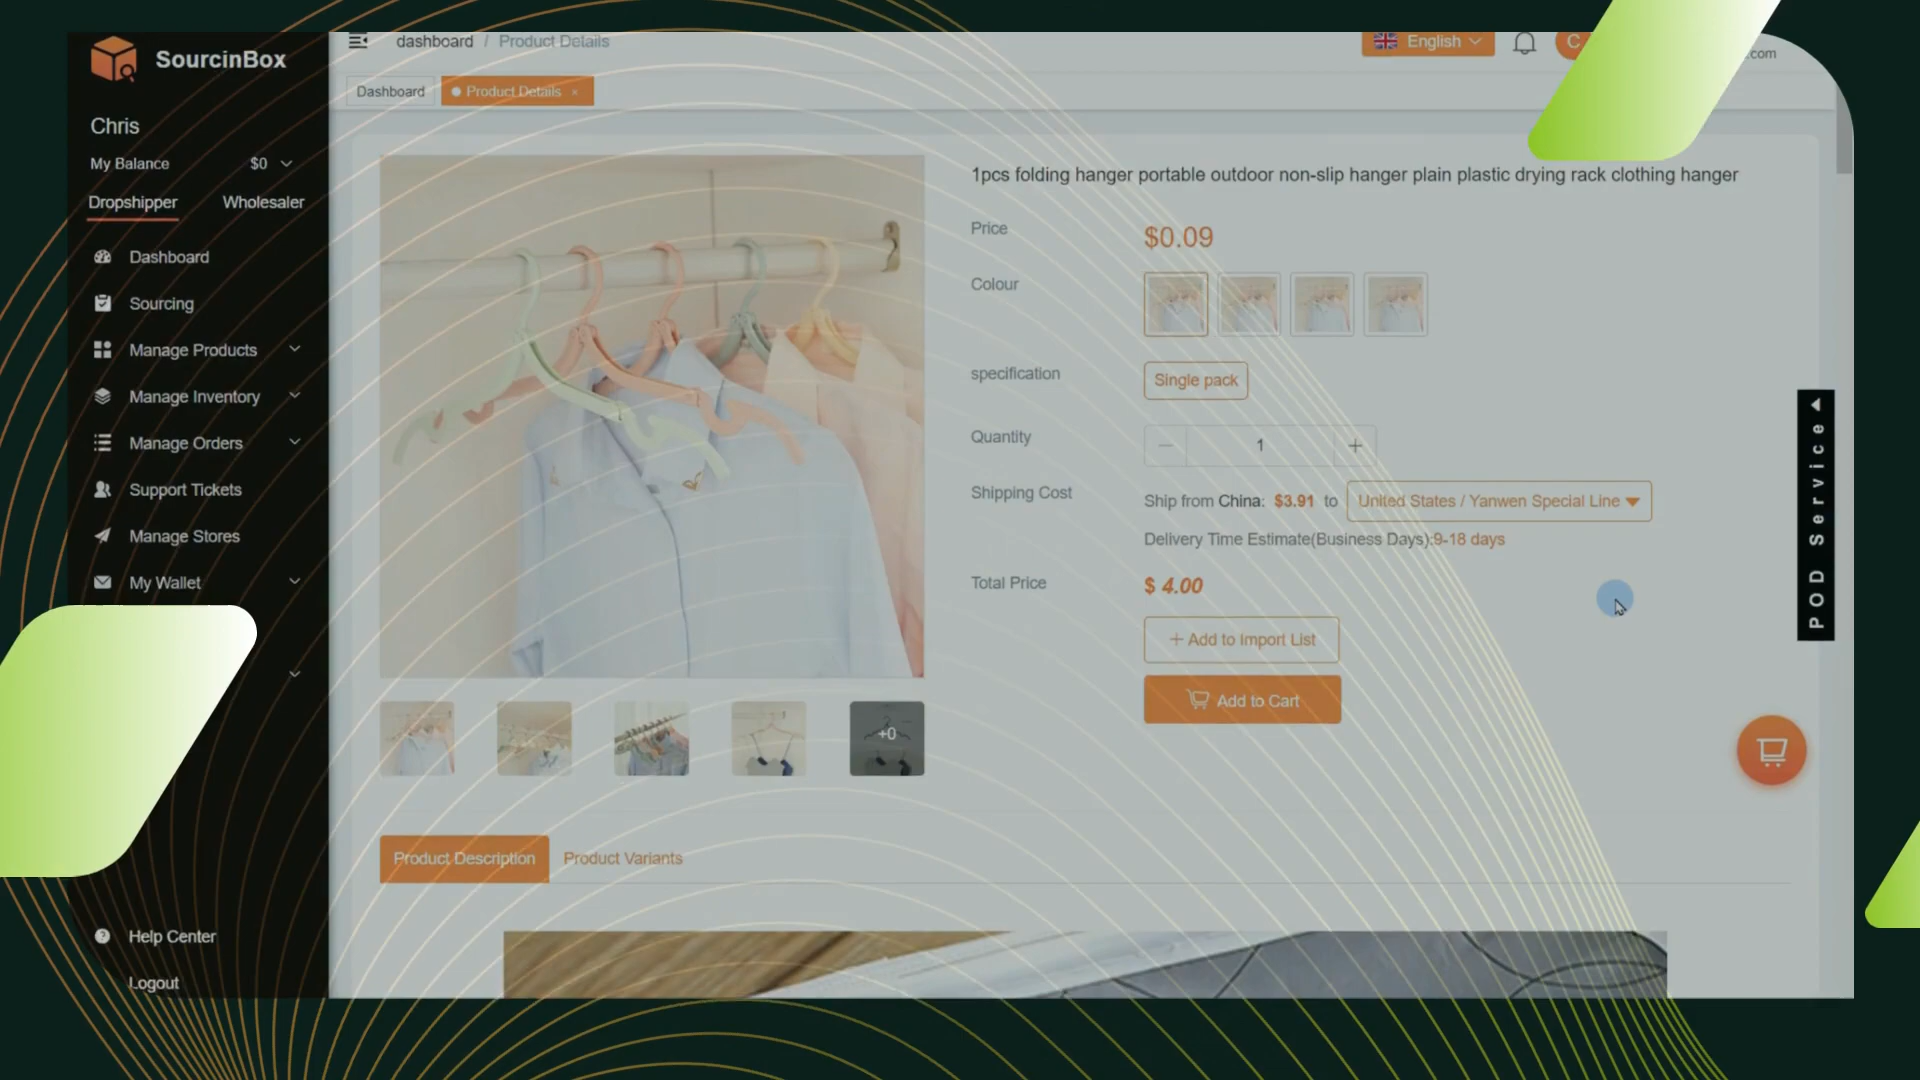 SourcinBox
dashboard / Product Details
English
C
.com
Dashboard
Product Details ×
Chris
My Balance $0
Dropshipper Wholesaler
Dashboard
Sourcing
Manage Products
Manage Inventory
Manage Orders
Support Tickets
Manage Stores
My Wallet
Help Center
Logout
1pcs folding hanger portable outdoor non-slip hanger plain plastic drying rack clothing hanger
Price $0.09
Colour
specification Single pack
Quantity − 1 +
Shipping Cost Ship from China: $3.91 to United States / Yanwen Special Line
Delivery Time Estimate(Business Days):9-18 days
Total Price $ 4.00
+ Add to Import List
Add to Cart
+0
Product Description Product Variants
POD Service